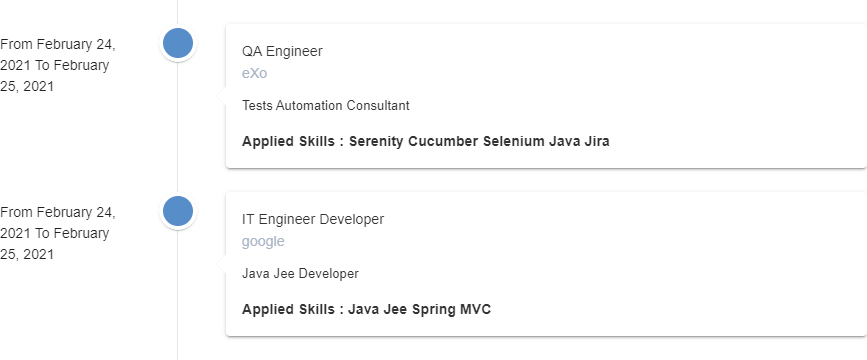 From February 24,
2021 To February
25, 2021
QA Engineer
eXo
Tests Automation Consultant
Applied Skills : Serenity Cucumber Selenium Java Jira
From February 24,
2021 To February
25, 2021
IT Engineer Developer
google
Java Jee Developer
Applied Skills : Java Jee Spring MVC